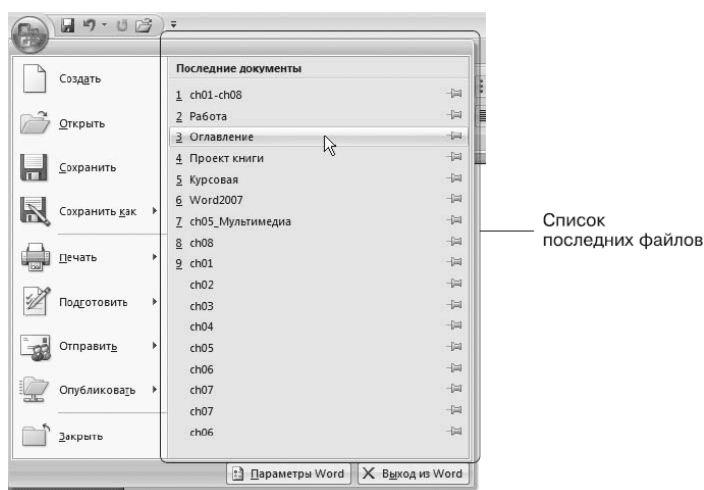 Создать
Открыть
Сохранить
Сохранить как
Печать
Подготовить
Отправить
Опубликовать
Закрыть
Последние документы
1 ch01-ch08
2 Работа
3 Оглавление
4 Проект книги
5 Курсовая
6 Word2007
7 ch05_Мультимедиа
8 ch08
9 ch01
ch02
ch03
ch04
ch05
ch06
ch07
ch07
ch06
Параметры Word
Выход из Word
Список
последних файлов